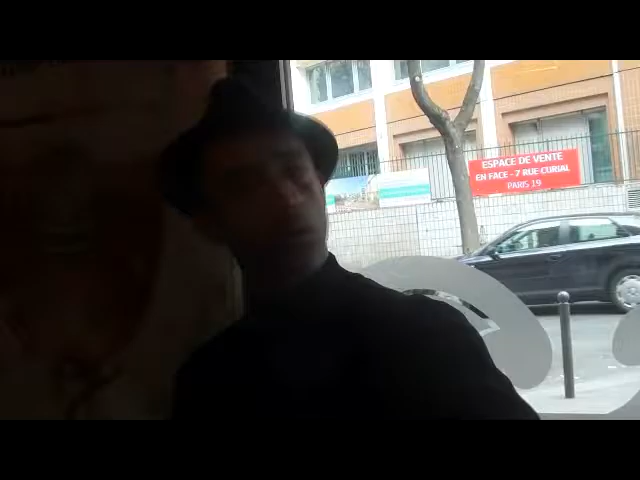 ESPACE DE VENTE
EN FACE - 7 RUE CURIAL
PARIS 19